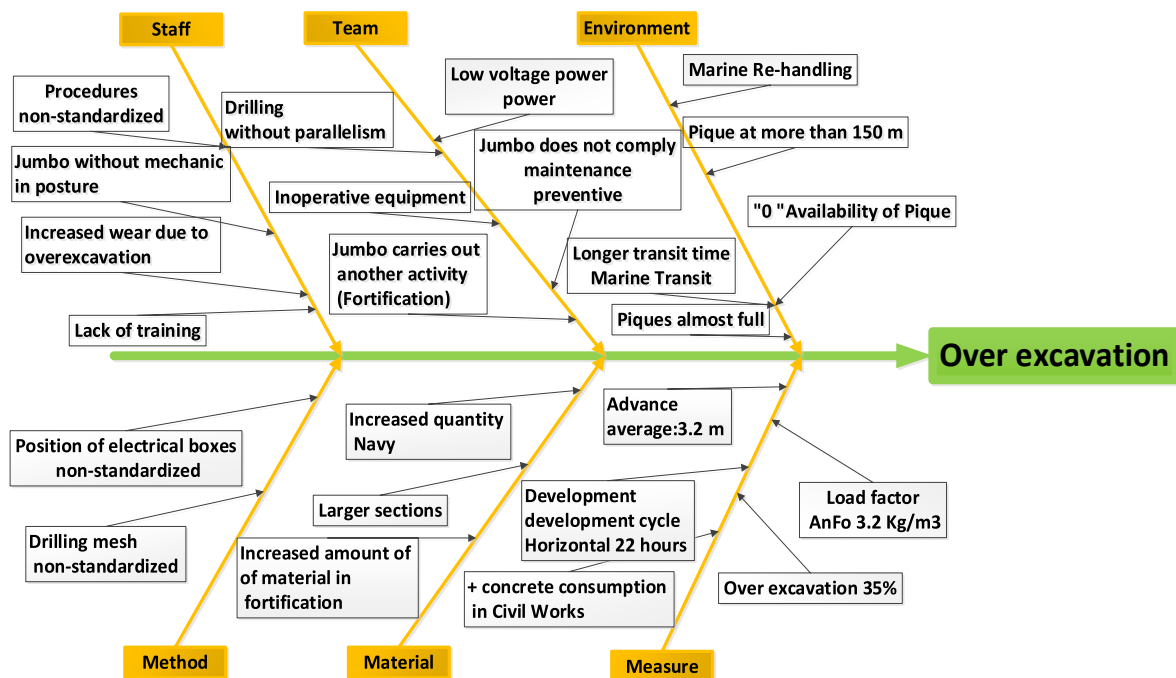 Staff
Team
Environment
Procedures
non-standardized
Jumbo without mechanic
in posture
Increased wear due to
overexcavation
Lack of training
Drilling
without parallelism
Low voltage power
power
Inoperative equipment
Jumbo does not comply
maintenance
preventive
Jumbo carries out
another activity
(Fortification)
Marine Re-handling
Pique at more than 150 m
"0 "Availability of Pique
Longer transit time
Marine Transit
Piques almost full
Over excavation
Position of electrical boxes
non-standardized
Drilling mesh
non-standardized
Increased quantity
Navy
Larger sections
Increased amount of
of material in
fortification
Advance
average:3.2 m
Load factor
AnFo 3.2 Kg/m3
Development
development cycle
Horizontal 22 hours
Over excavation 35%
+ concrete consumption
in Civil Works
Method
Material
Measure